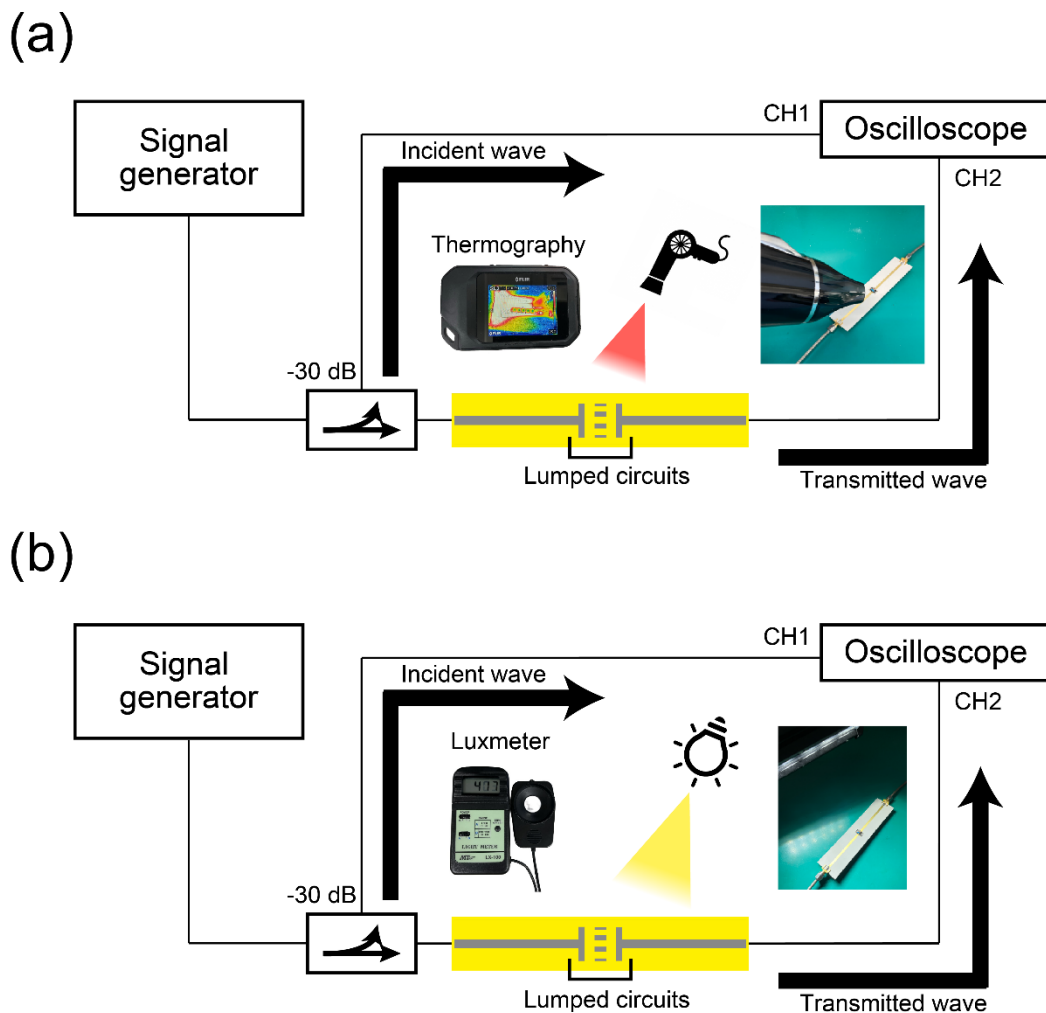 (a)
Signal
generator
CH1
Oscilloscope
Incident wave
CH2
Thermography
-30 dB
Lumped circuits
Transmitted wave
(b)
Signal
generator
CH1
Oscilloscope
Incident wave
CH2
Luxmeter
477
-30 dB
Lumped circuits
Transmitted wave